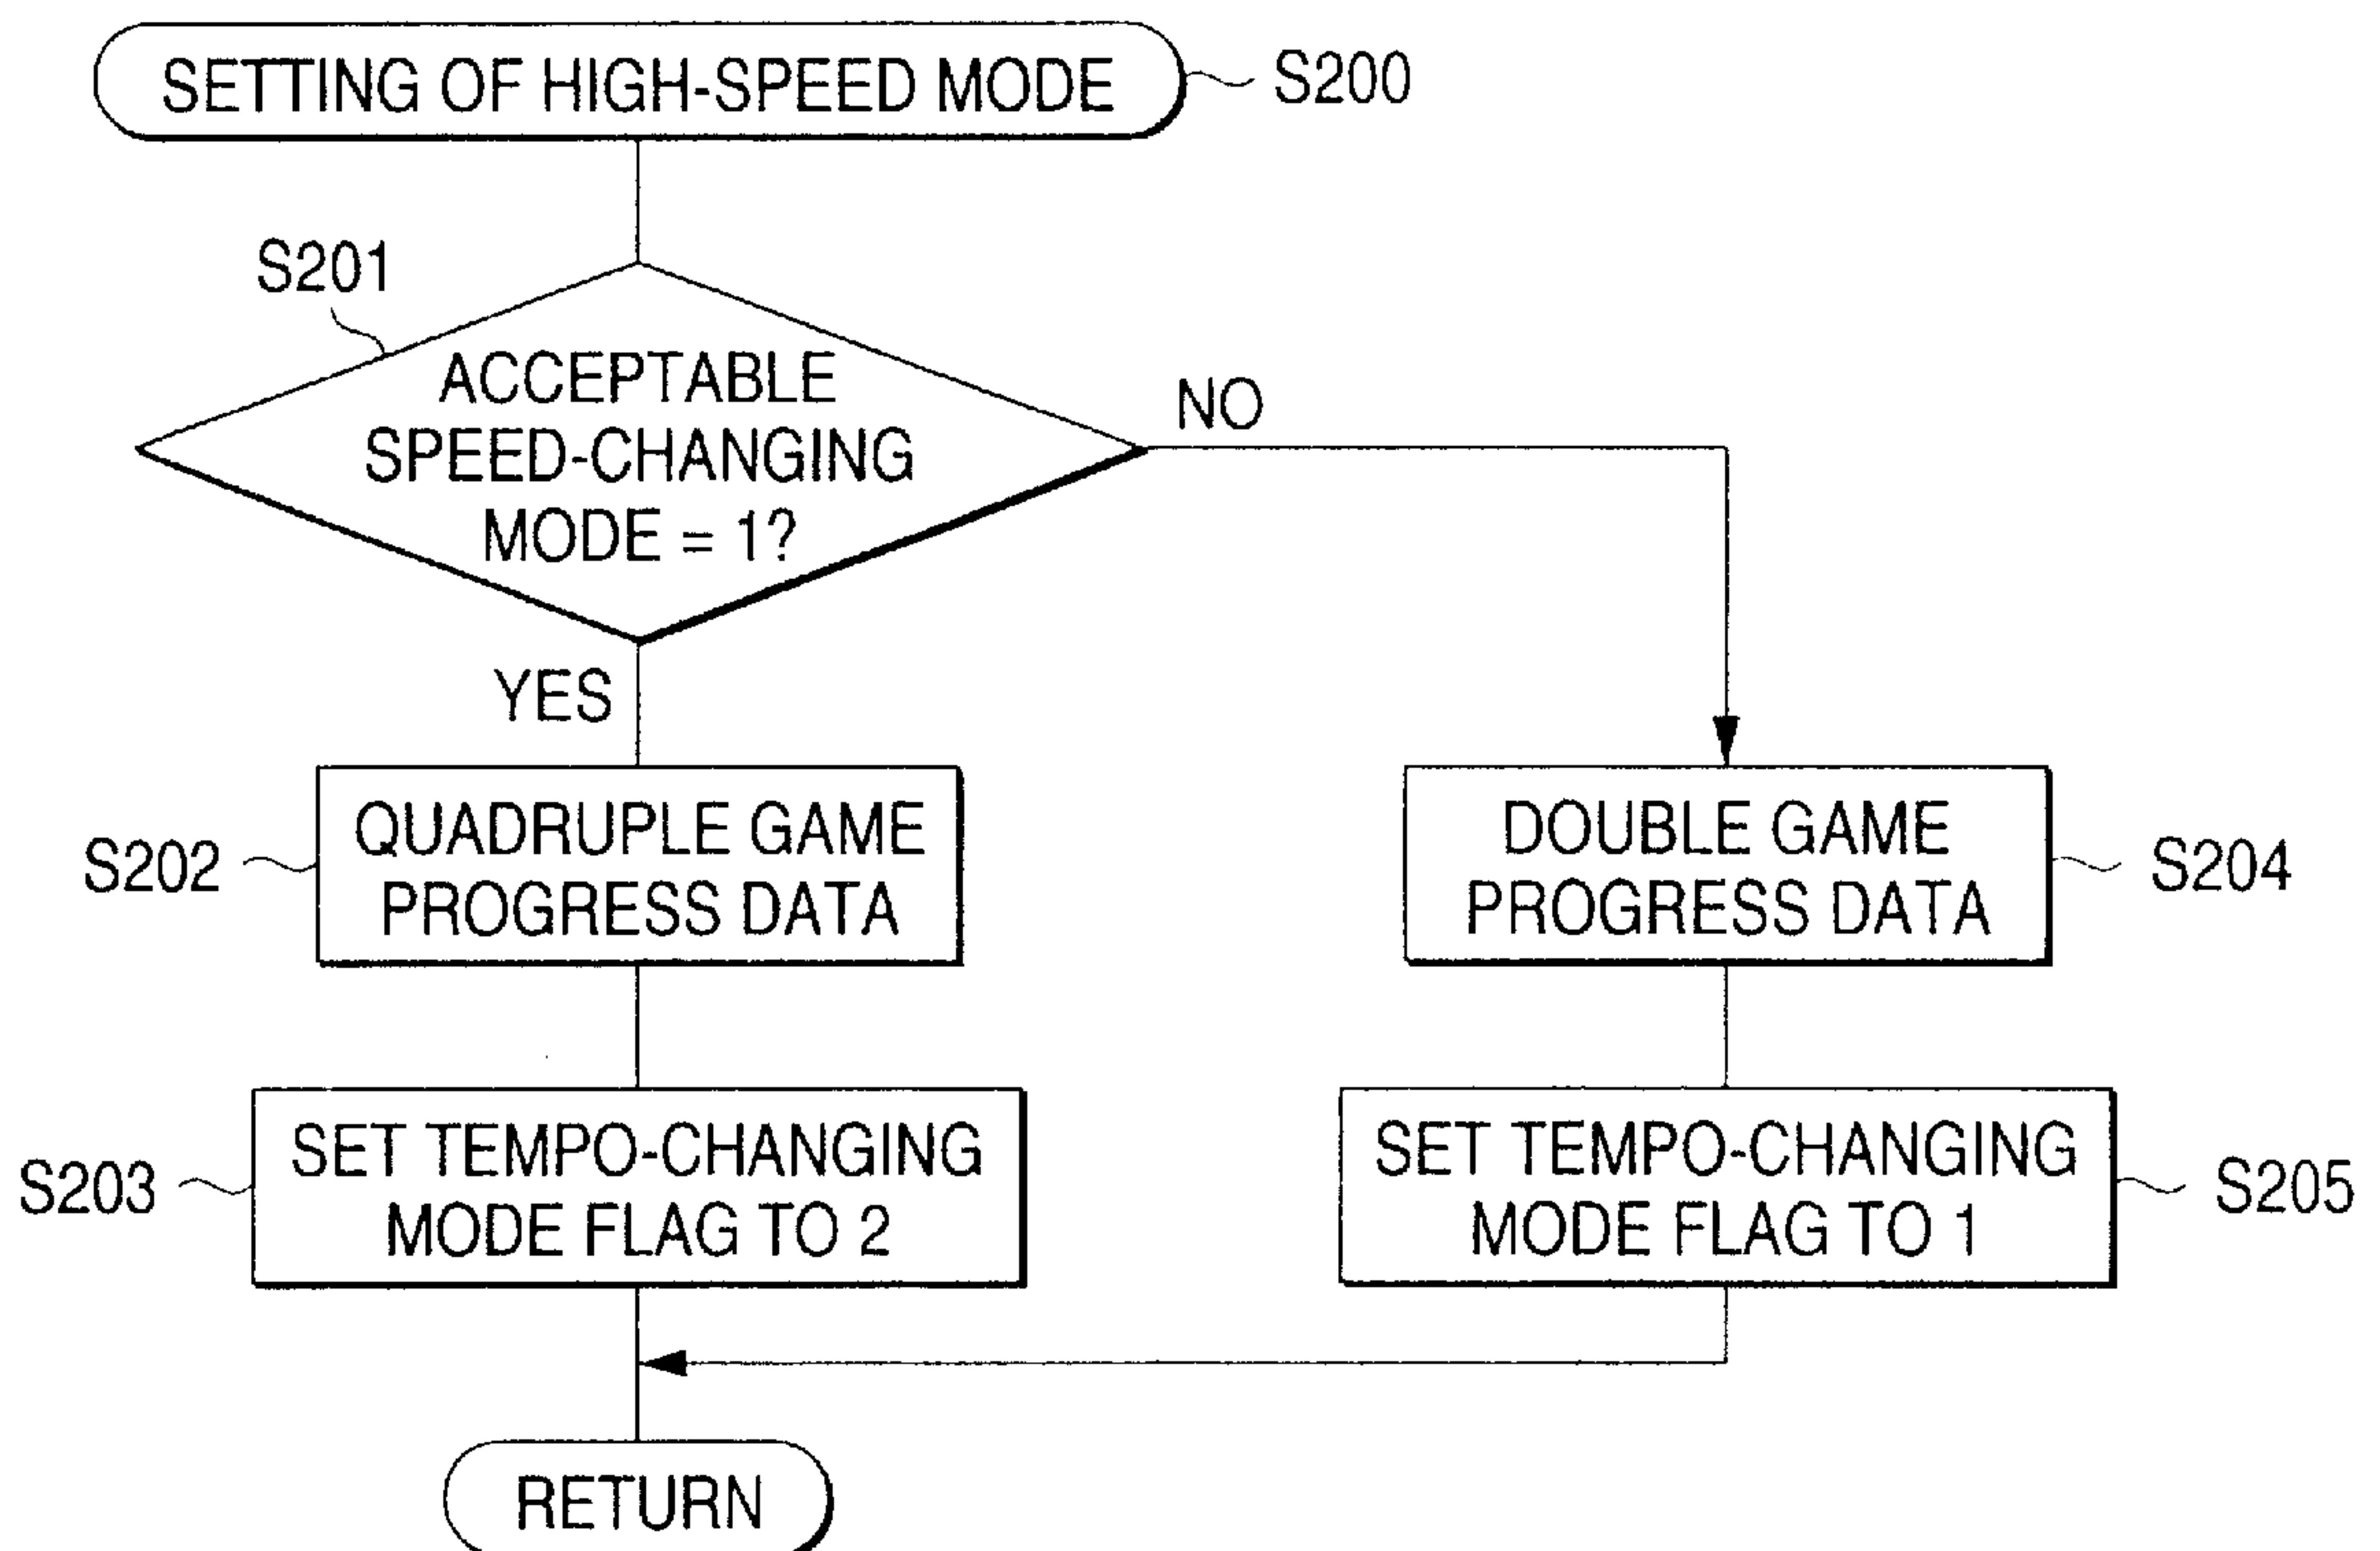 SETTING OF HIGH-SPEED MODE
S200
S201
ACCEPTABLE
SPEED-CHANGING
MODE = 1?
NO
YES
S202
QUADRUPLE GAME
PROGRESS DATA
DOUBLE GAME
PROGRESS DATA
S204
S203
SET TEMPO-CHANGING
MODE FLAG TO 2
SET TEMPO-CHANGING
MODE FLAG TO 1
S205
RETURN